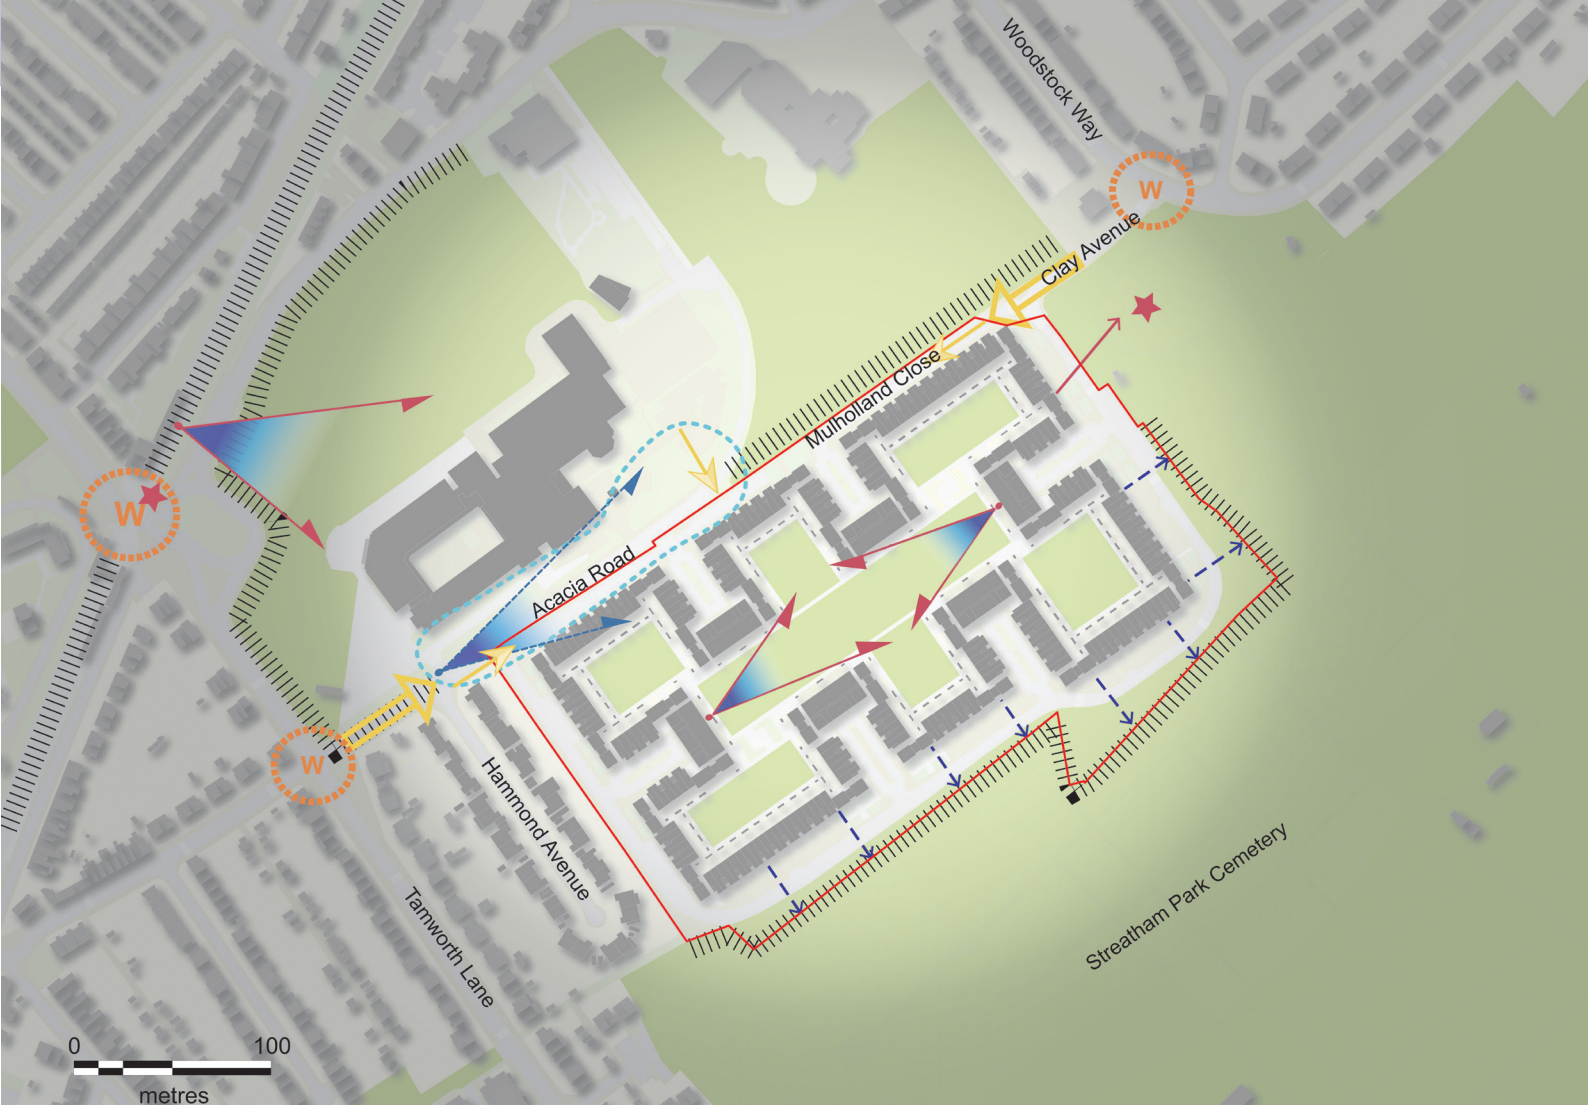 Woodstock Way
W
Clay Avenue
Mulholland Close
W
Acacia Road
W
Hammond Avenue
Tamworth Lane
Streatham Park Cemetery
0 100
metres